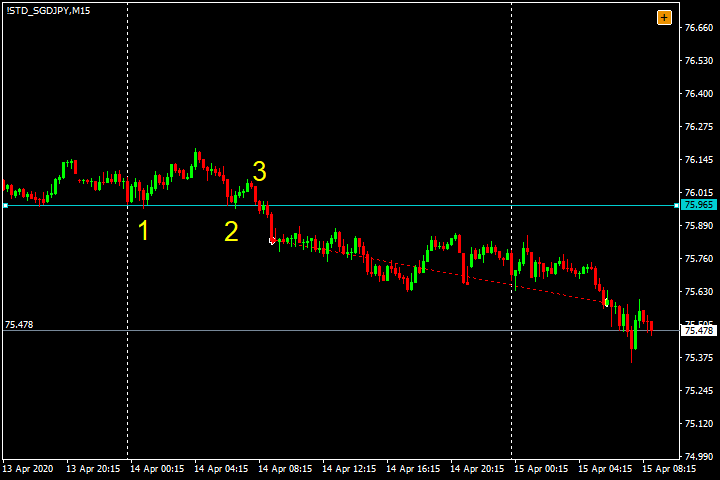 !STD_SGDJPY,M15
+
76.660
76.530
76.400
76.275
76.145
76.015
75.965
75.890
75.760
75.630
75.478
75.478
75.375
75.245
75.120
74.990
3
1
2
13 Apr 2020
13 Apr 20:15
14 Apr 00:15
14 Apr 04:15
14 Apr 08:15
14 Apr 12:15
14 Apr 16:15
14 Apr 20:15
15 Apr 00:15
15 Apr 04:15
15 Apr 08:15